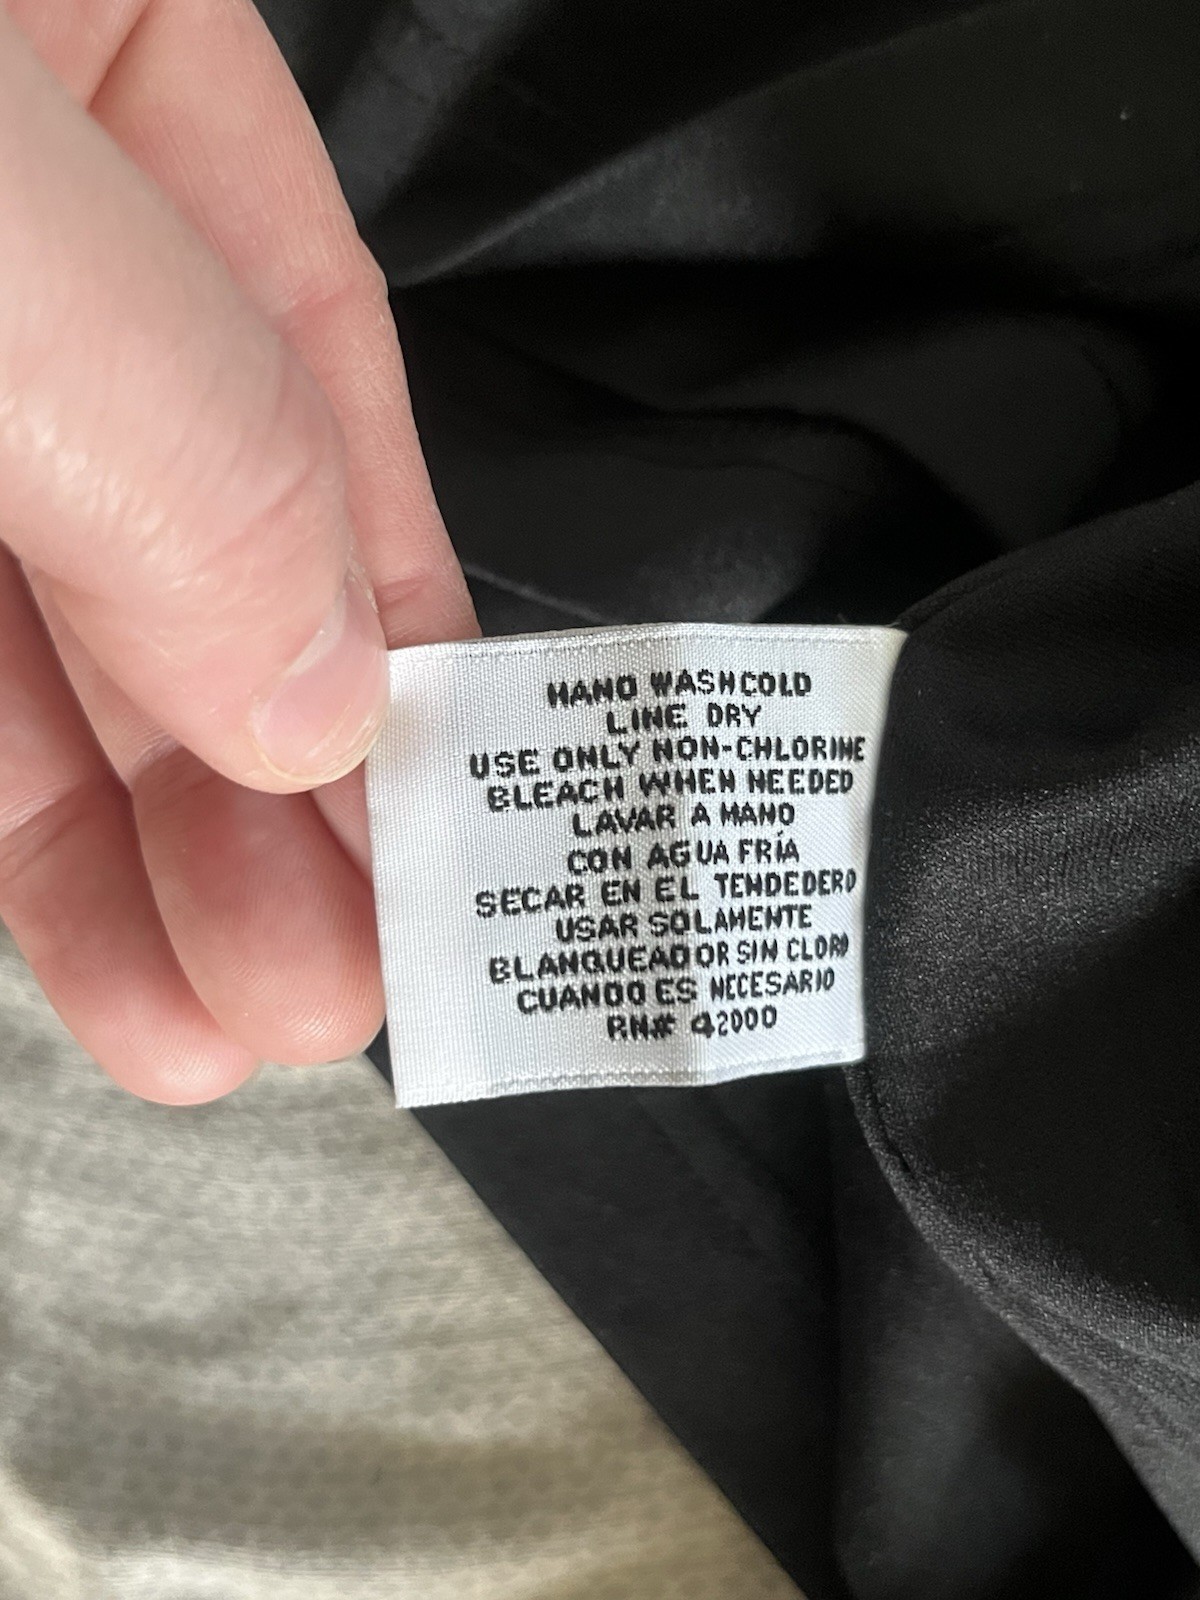 HAND WASH COLD
LINE DRY
USE ONLY NON-CHLORINE
BLEACH WHEN NEEDED
LAVAR A MANO
CON AGUA FRÍA
SECAR EN EL TENDEDERO
USAR SOLAMENTE
BLANQUEADOR SIN CLORO
CUANDO ES NECESARIO
RN# 42000